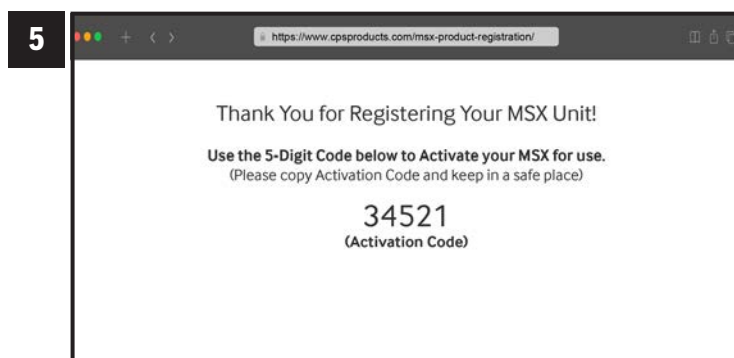 5
https://www.cpsproducts.com/msx-product-registration/
Thank You for Registering Your MSX Unit!
Use the 5-Digit Code below to Activate your MSX for use.
(Please copy Activation Code and keep in a safe place)
34521
(Activation Code)